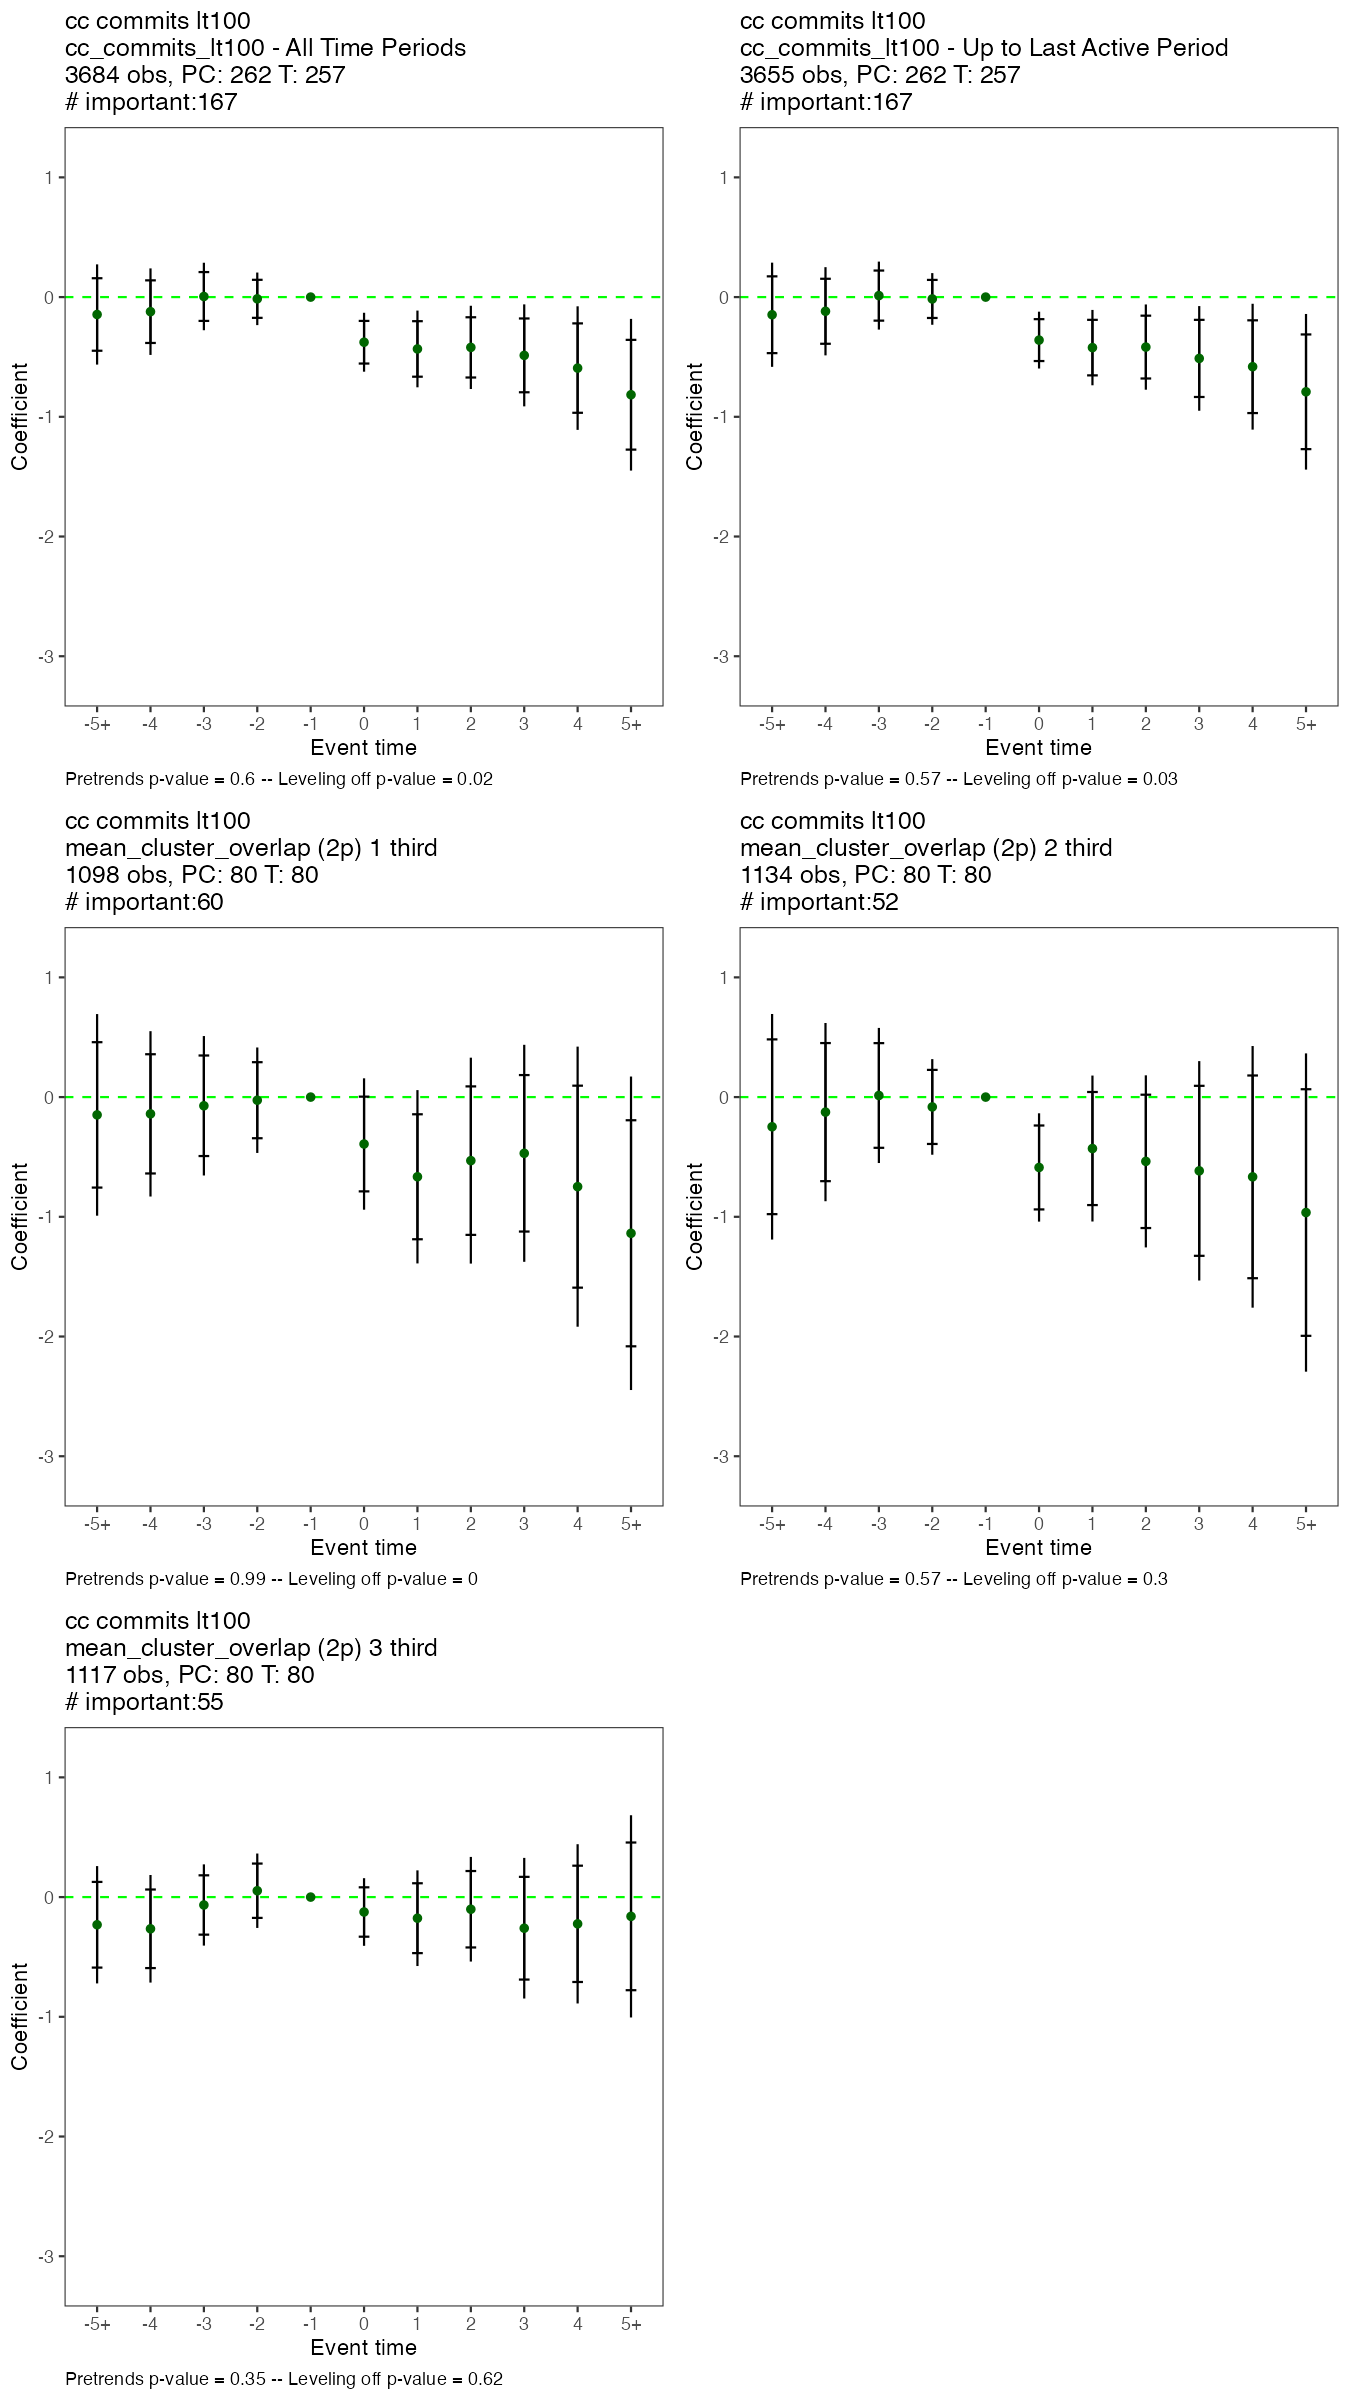 cc commits lt100
cc_commits_lt100 - All Time Periods
3684 obs, PC: 262 T: 257
# important:167
1
0
-1
-2
-3
Coefficient
-5+ -4 -3 -2 -1 0 1 2 3 4 5+
Event time
Pretrends p-value = 0.6 -- Leveling off p-value = 0.02
cc commits lt100
cc_commits_lt100 - Up to Last Active Period
3655 obs, PC: 262 T: 257
# important:167
1
0
-1
-2
-3
Coefficient
-5+ -4 -3 -2 -1 0 1 2 3 4 5+
Event time
Pretrends p-value = 0.57 -- Leveling off p-value = 0.03
cc commits lt100
mean_cluster_overlap (2p) 1 third
1098 obs, PC: 80 T: 80
# important:60
1
0
-1
-2
-3
Coefficient
-5+ -4 -3 -2 -1 0 1 2 3 4 5+
Event time
Pretrends p-value = 0.99 -- Leveling off p-value = 0
cc commits lt100
mean_cluster_overlap (2p) 2 third
1134 obs, PC: 80 T: 80
# important:52
1
0
-1
-2
-3
Coefficient
-5+ -4 -3 -2 -1 0 1 2 3 4 5+
Event time
Pretrends p-value = 0.57 -- Leveling off p-value = 0.3
cc commits lt100
mean_cluster_overlap (2p) 3 third
1117 obs, PC: 80 T: 80
# important:55
1
0
-1
-2
-3
Coefficient
-5+ -4 -3 -2 -1 0 1 2 3 4 5+
Event time
Pretrends p-value = 0.35 -- Leveling off p-value = 0.62